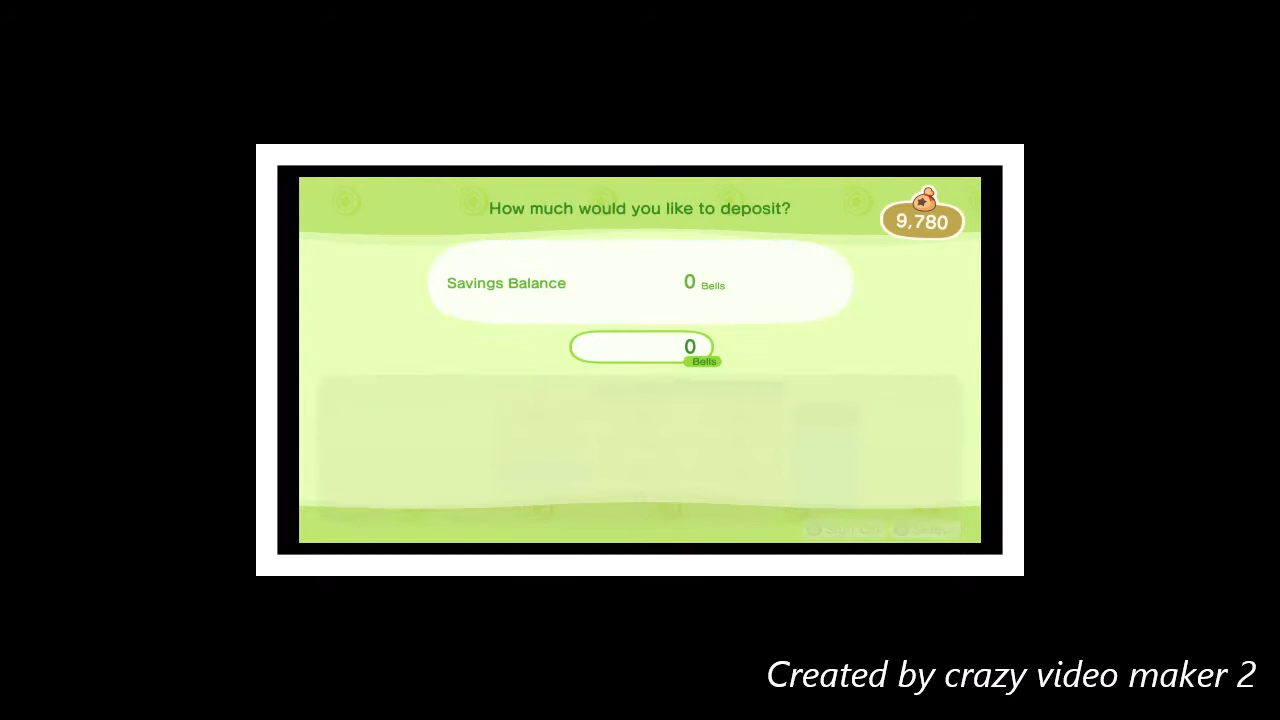 How much would you like to deposit?
9,780
Savings Balance 0 Bells
0
Bells
Created by crazy video maker 2